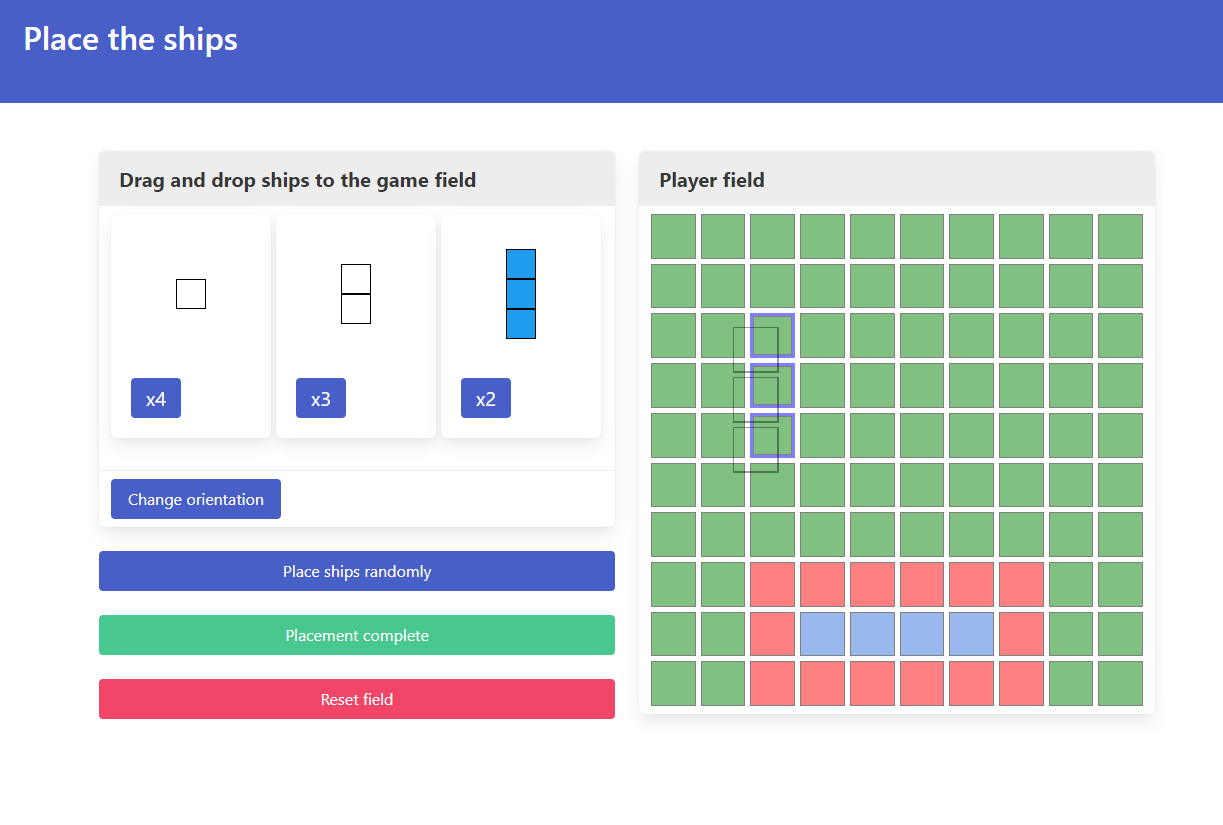 Place the ships
Drag and drop ships to the game field
x4
x3
x2
Change orientation
Place ships randomly
Placement complete
Reset field
Player field